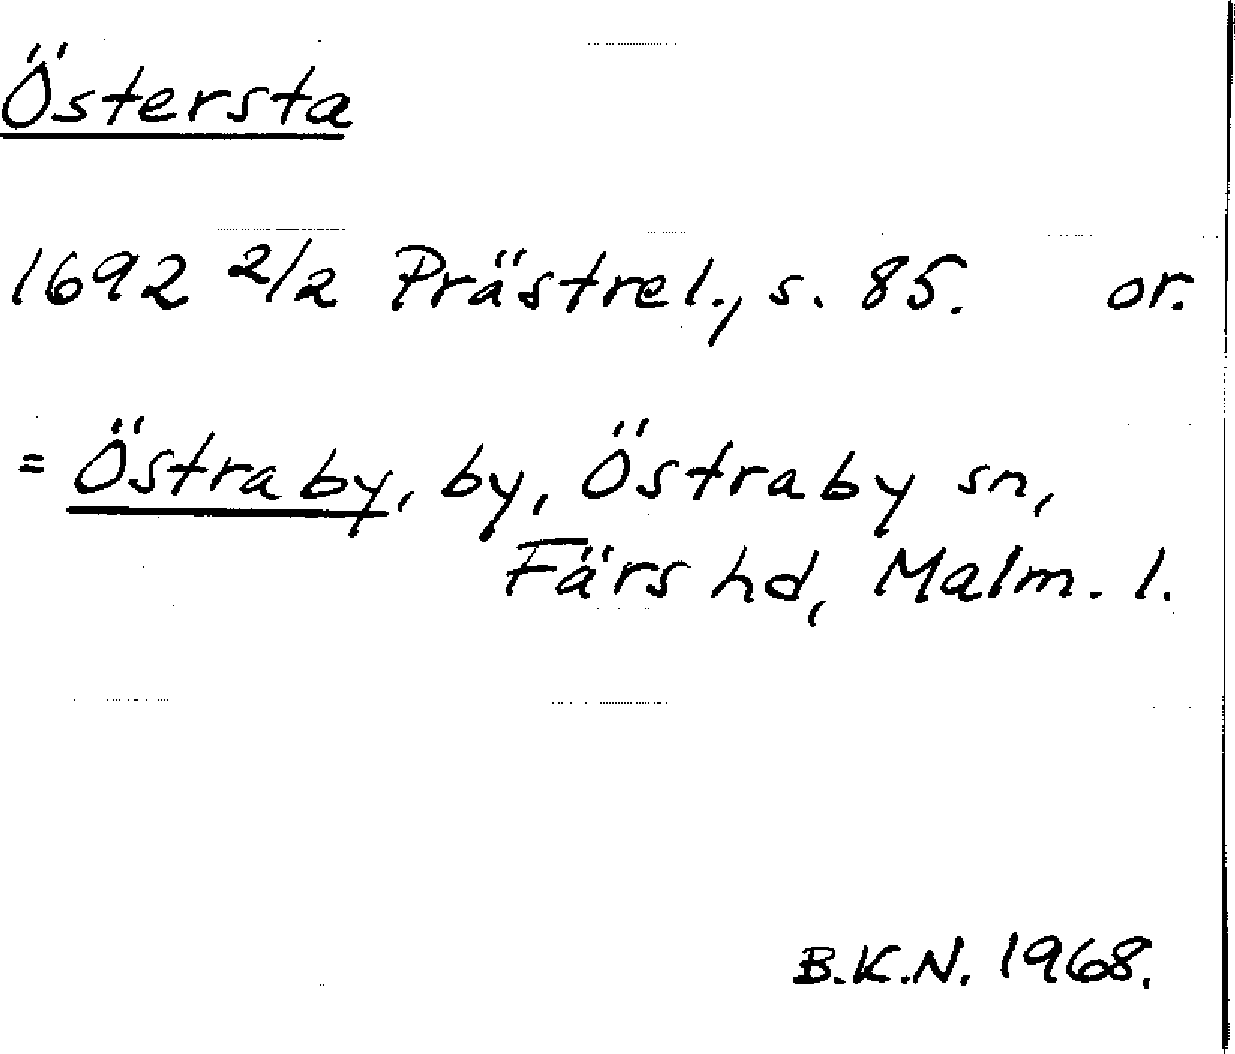 Östersta
1692 2/2 Prästrel., s. 85. or.
= Östraby, by, Östraby sn,
Färs hd, Malm. l.
B.K.N. 1968.